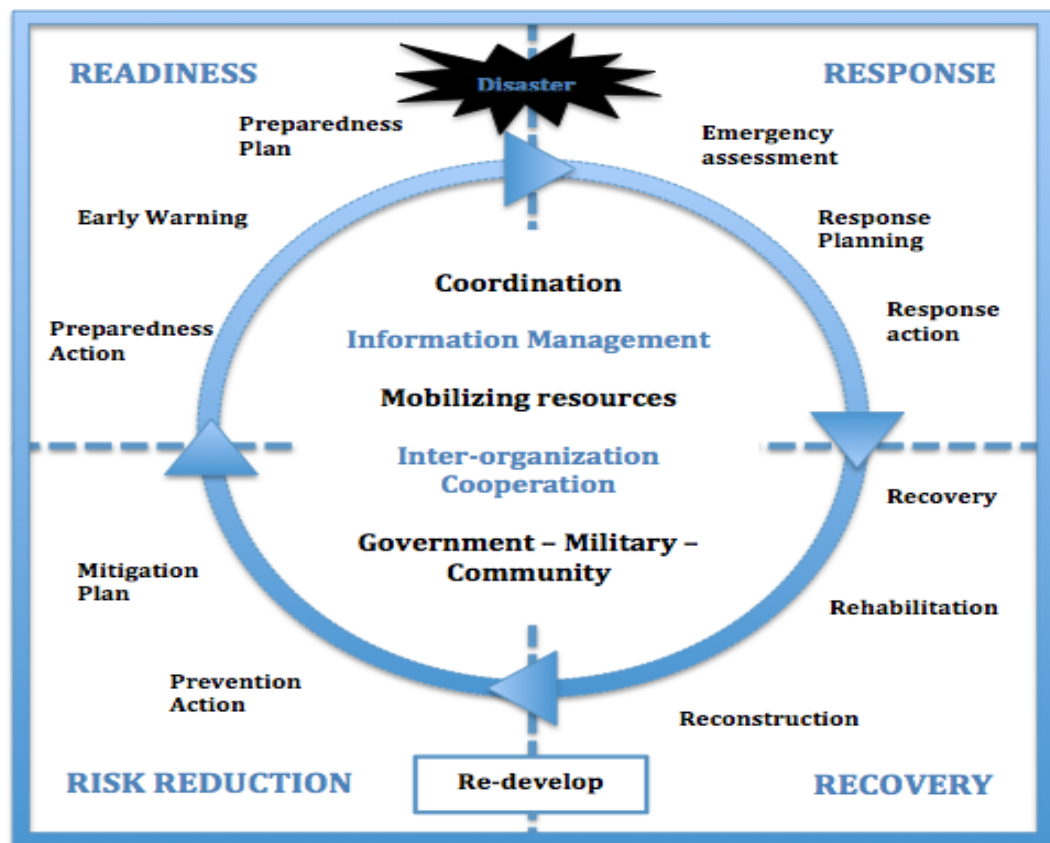 READINESS
Disaster
RESPONSE
Preparedness
Plan
Emergency
assessment
Early Warning
Response
Planning
Preparedness
Action
Response
action
Coordination
Information Management
Mobilizing resources
Inter-organization
Cooperation
Government – Military –
Community
Recovery
Mitigation
Plan
Rehabilitation
Prevention
Action
Reconstruction
RISK REDUCTION
Re-develop
RECOVERY